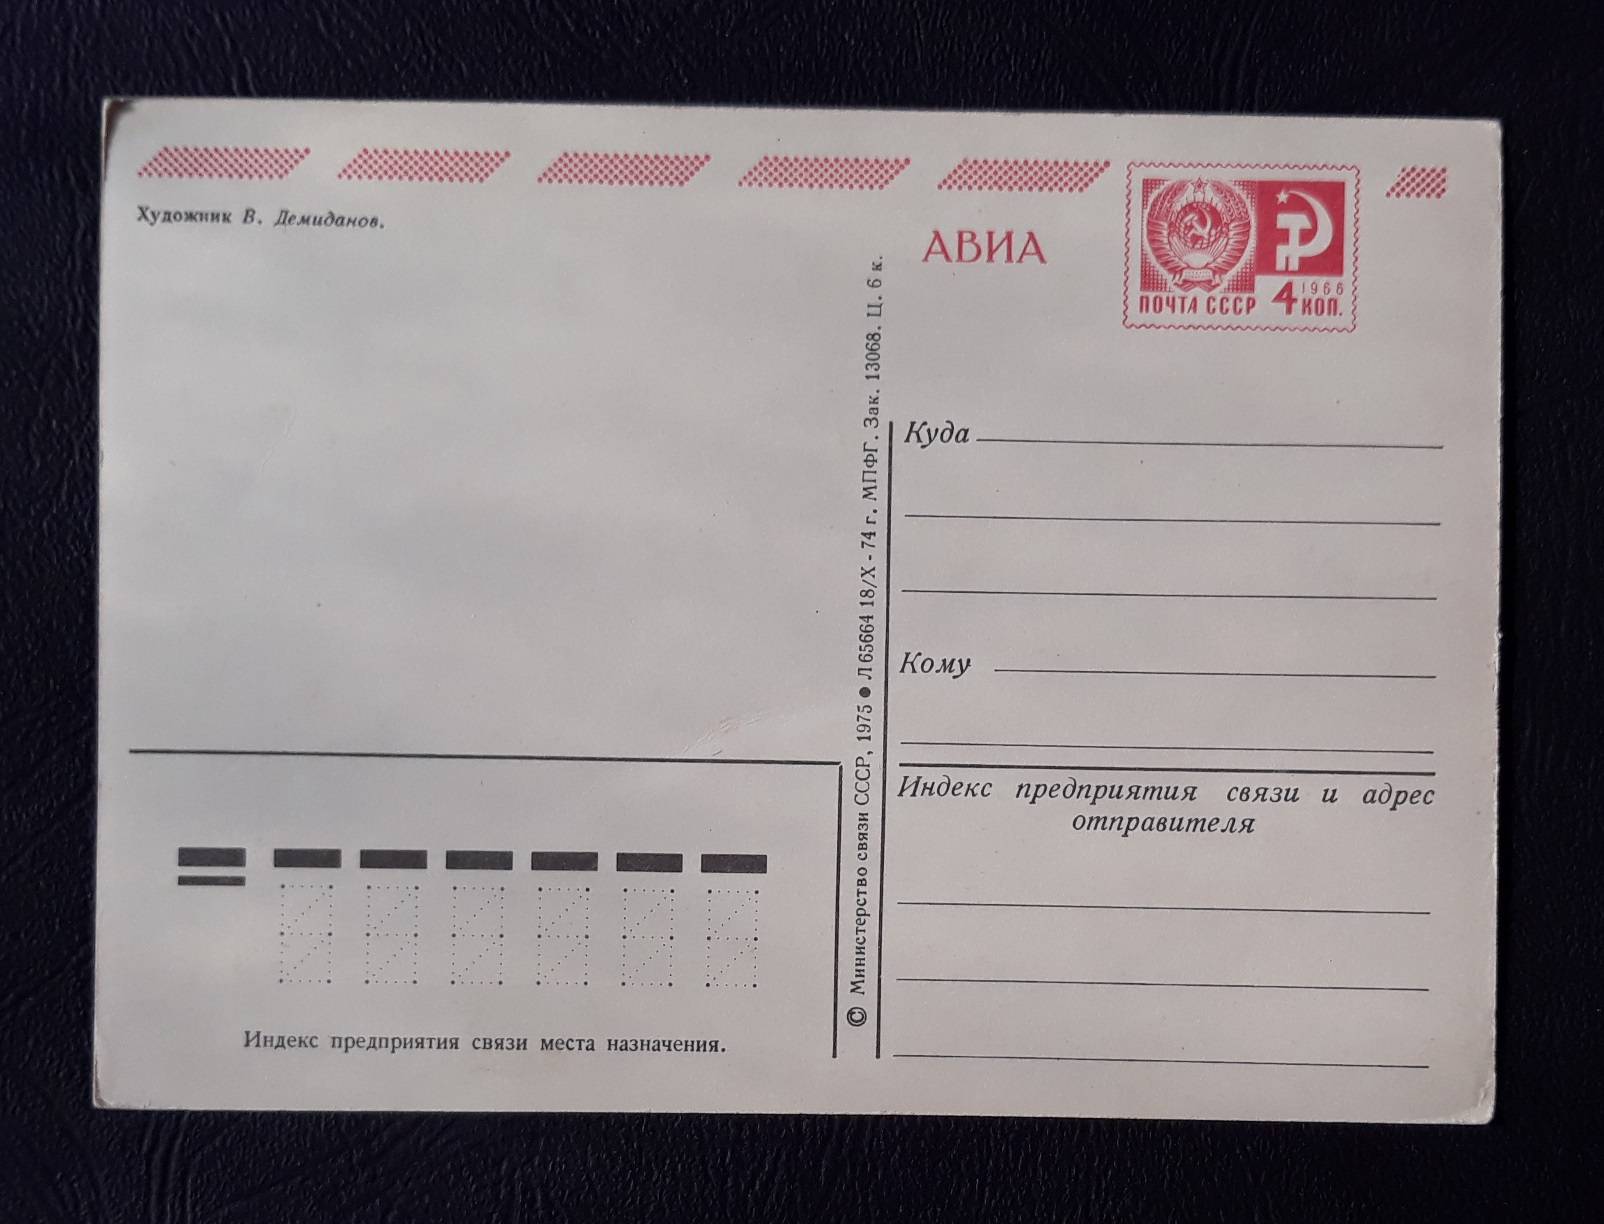 Художник В. Демиданов.
АВИА
ПОЧТА СССР 4 1966 КОП.
© Министерство связи СССР, 1975 ● Л 65664 18/X - 74 г. МПФГ. Зак. 13068. Ц. 6 к.
Куда
Кому
Индекс предприятия связи и адрес
отправителя
Индекс предприятия связи места назначения.